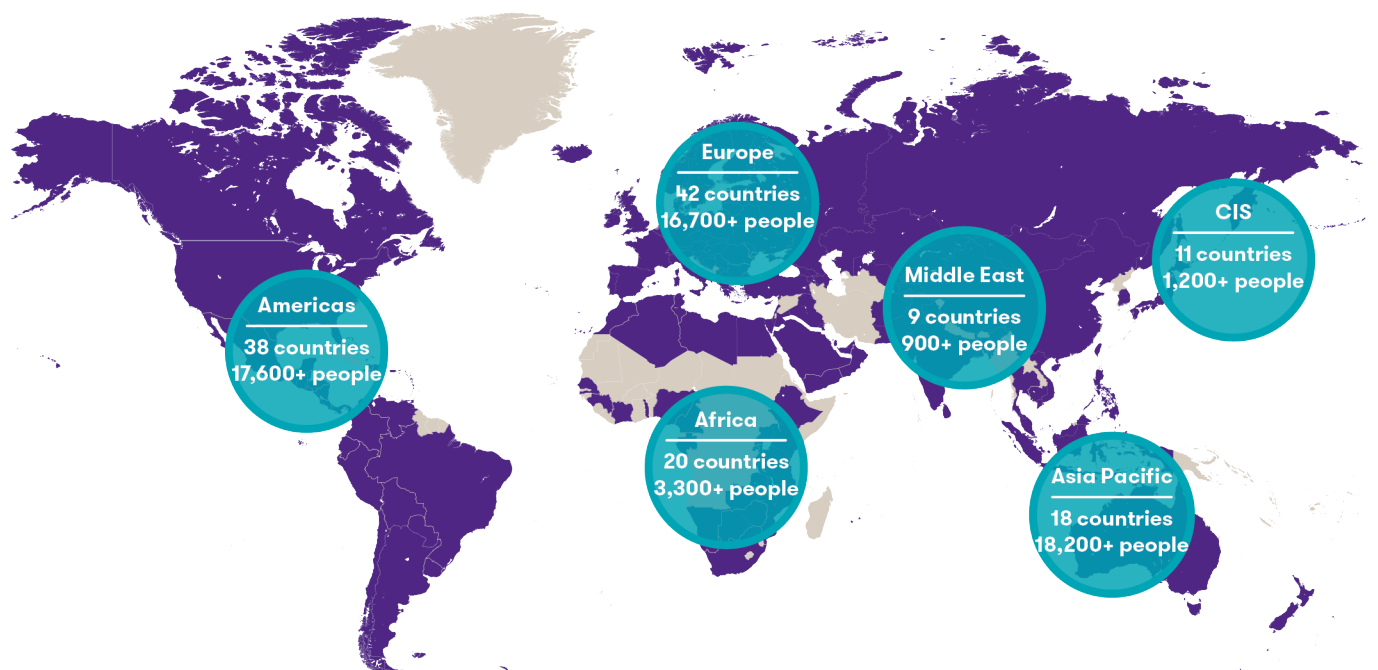 Europe
42 countries
16,700+ people
CIS
11 countries
1,200+ people
Middle East
9 countries
900+ people
Americas
38 countries
17,600+ people
Africa
20 countries
3,300+ people
Asia Pacific
18 countries
18,200+ people